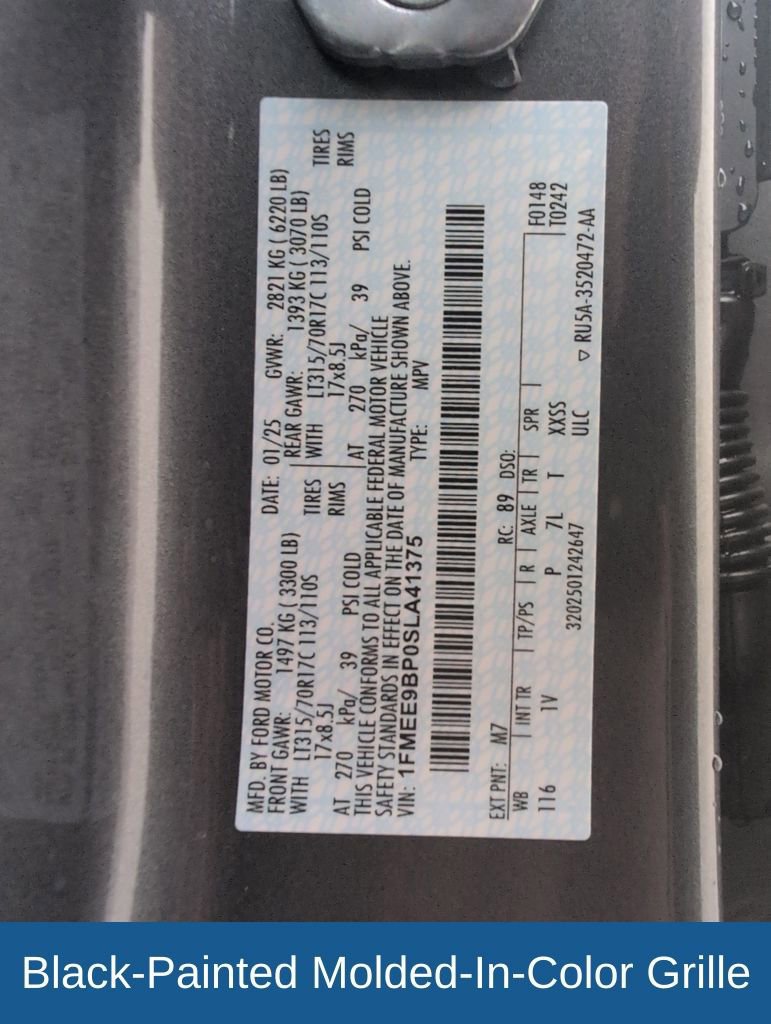 MFD. BY FORD MOTOR CO.
DATE: 01/25 GVWR: 2821 KG ( 6220 LB)
FRONT GAWR: 1497 KG ( 3300 LB) REAR GAWR: 1393 KG ( 3070 LB)
WITH LT315/70R17C 113/110S TIRES WITH LT315/70R17C 113/110S TIRES
17x8.5J RIMS 17x8.5J RIMS
AT 270 kPa/ 39 PSI COLD AT 270 kPa/ 39 PSI COLD
THIS VEHICLE CONFORMS TO ALL APPLICABLE FEDERAL MOTOR VEHICLE
SAFETY STANDARDS IN EFFECT ON THE DATE OF MANUFACTURE SHOWN ABOVE.
VIN: 1FMEE9BP0SLA41375 TYPE: MPV
EXT PNT: M7 RC: 89 DSO:
WB INT TR TP/PS R AXLE TR SPR F0148
116 1V P 7L T XXSS T0242
3202501242647 ULC ▽ RU5A-3520472-AA
Black-Painted Molded-In-Color Grille